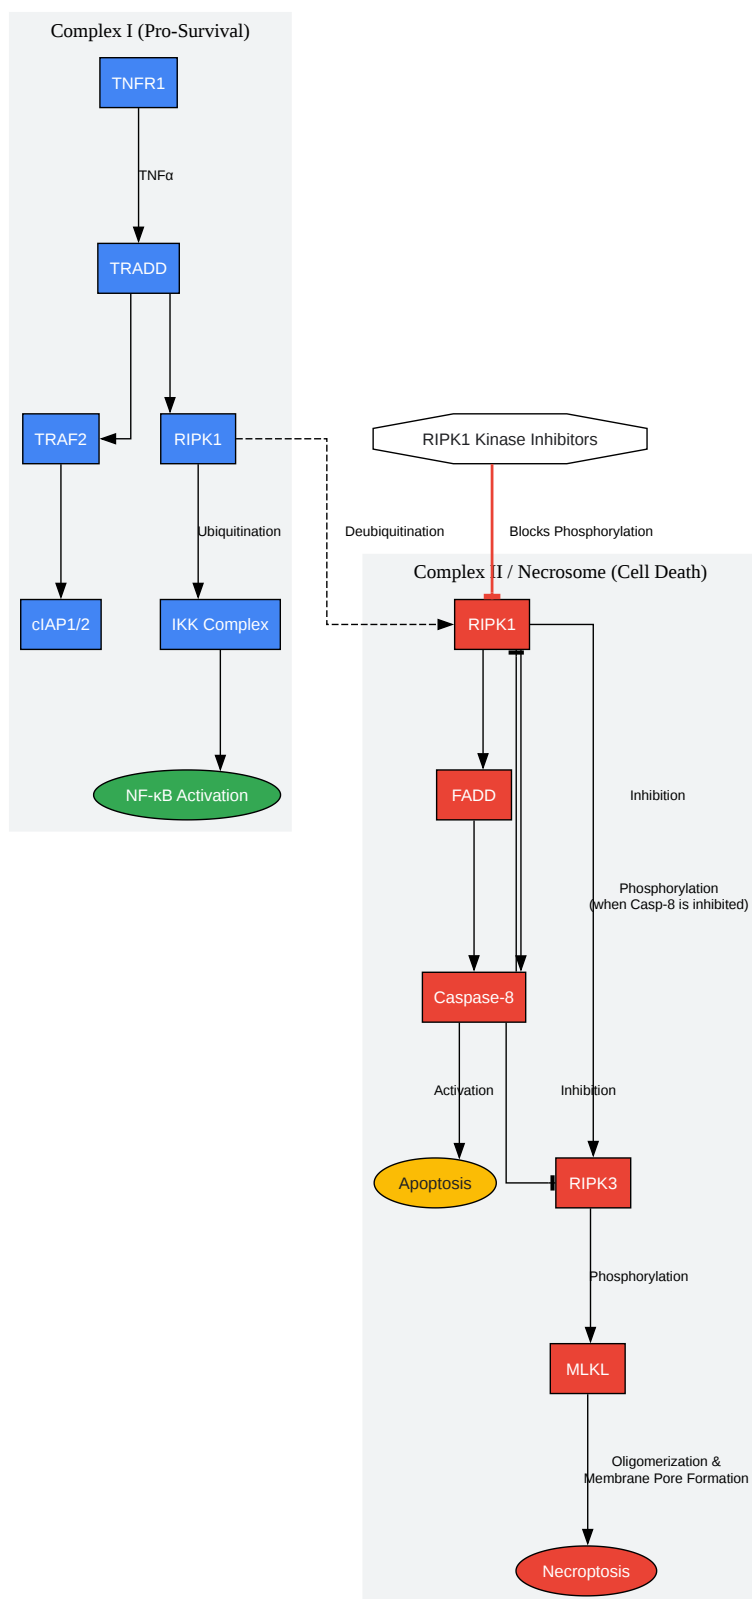 Complex I (Pro-Survival)
TNFR1
TNFα
TRADD
TRAF2
RIPK1
RIPK1 Kinase Inhibitors
Ubiquitination
Deubiquitination
Blocks Phosphorylation
Complex II / Necrosome (Cell Death)
cIAP1/2
IKK Complex
RIPK1
NF-κB Activation
FADD
Inhibition
Phosphorylation
(when Casp-8 is inhibited)
Caspase-8
Activation
Inhibition
Apoptosis
RIPK3
Phosphorylation
MLKL
Oligomerization &
Membrane Pore Formation
Necroptosis